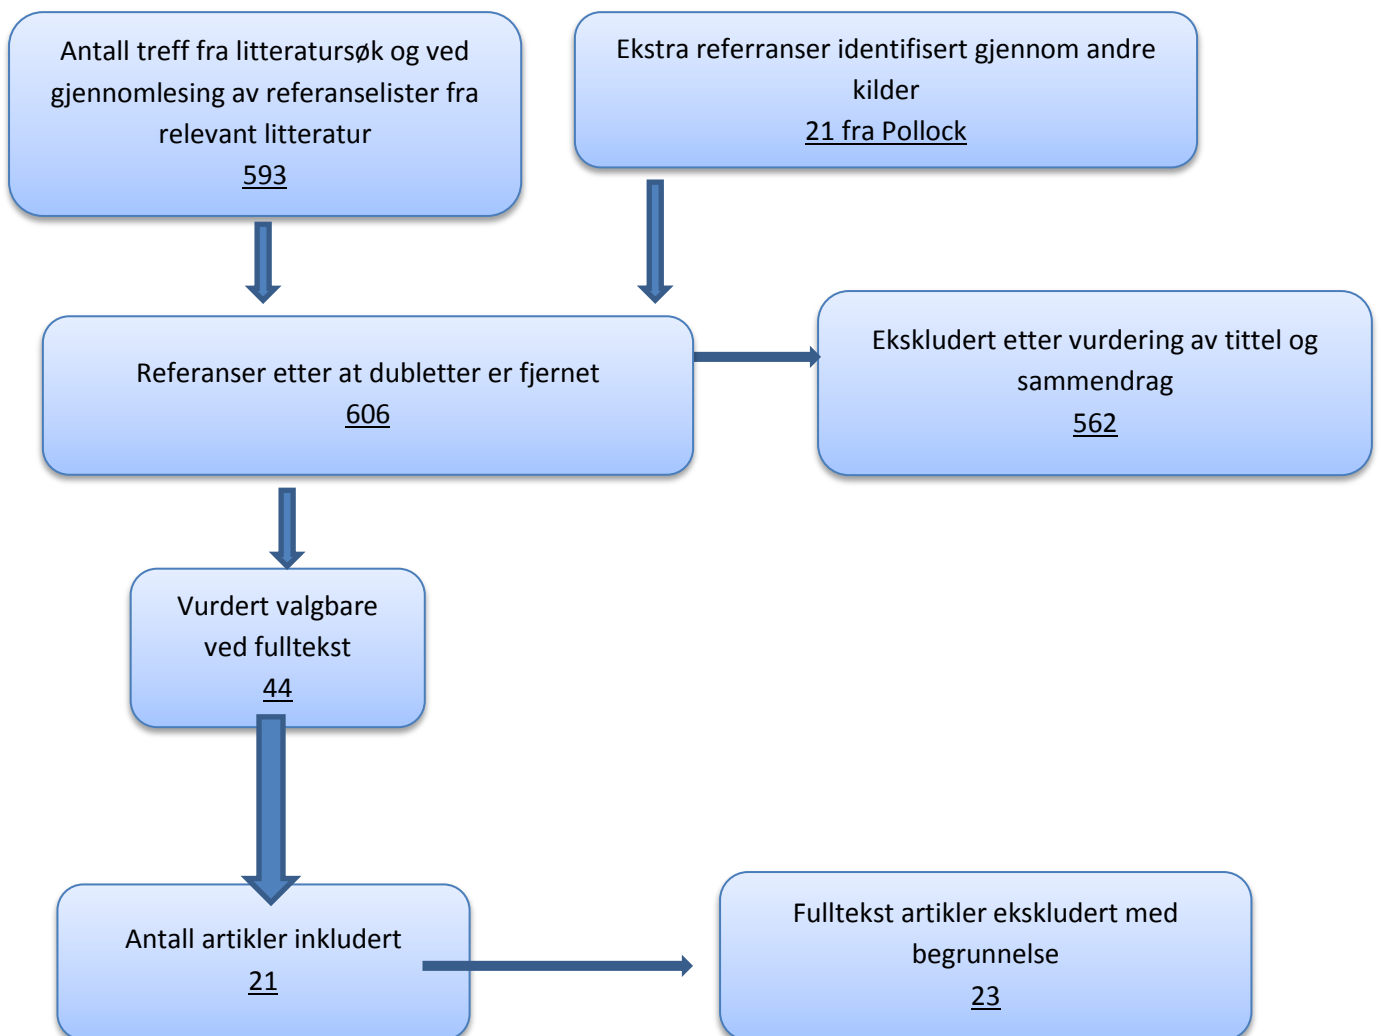 Antall treff fra litteratursøk og ved
gjennomlesing av referanselister fra
relevant litteratur
593
Ekstra referranser identifisert gjennom andre
kilder
21 fra Pollock
Referanser etter at dubletter er fjernet
606
Ekskludert etter vurdering av tittel og
sammendrag
562
Vurdert valgbare
ved fulltekst
44
Antall artikler inkludert
21
Fulltekst artikler ekskludert med
begrunnelse
23